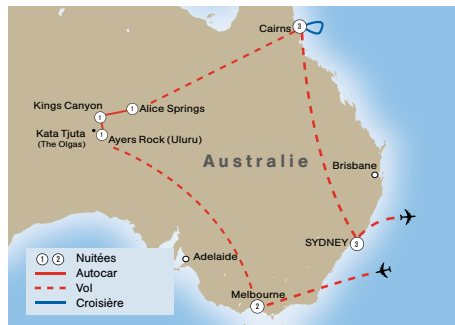 3
Cairns
Kings Canyon
1
1
Alice Springs
Kata Tjuta
(The Olgas)
1
Ayers Rock (Uluru)
Australie
Brisbane
SYDNEY
3
Adelaide
Melbourne
2
1 2 Nuitées
Autocar
Vol
Croisière